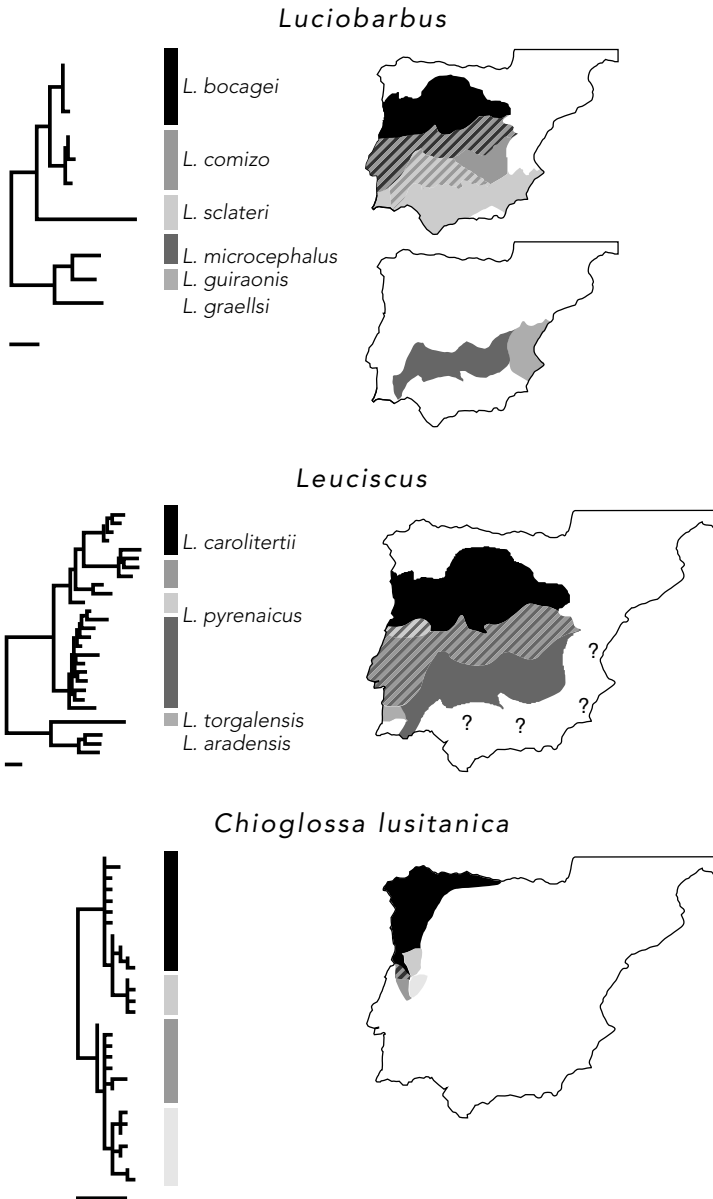 Luciobarbus
L. bocagei
L. comizo
L. sclateri
L. microcephalus
L. guiraonis
L. graellsi
Leuciscus
L. carolitertii
L. pyrenaicus
?
?
? ?
L. torgalensis
L. aradensis
Chioglossa lusitanica